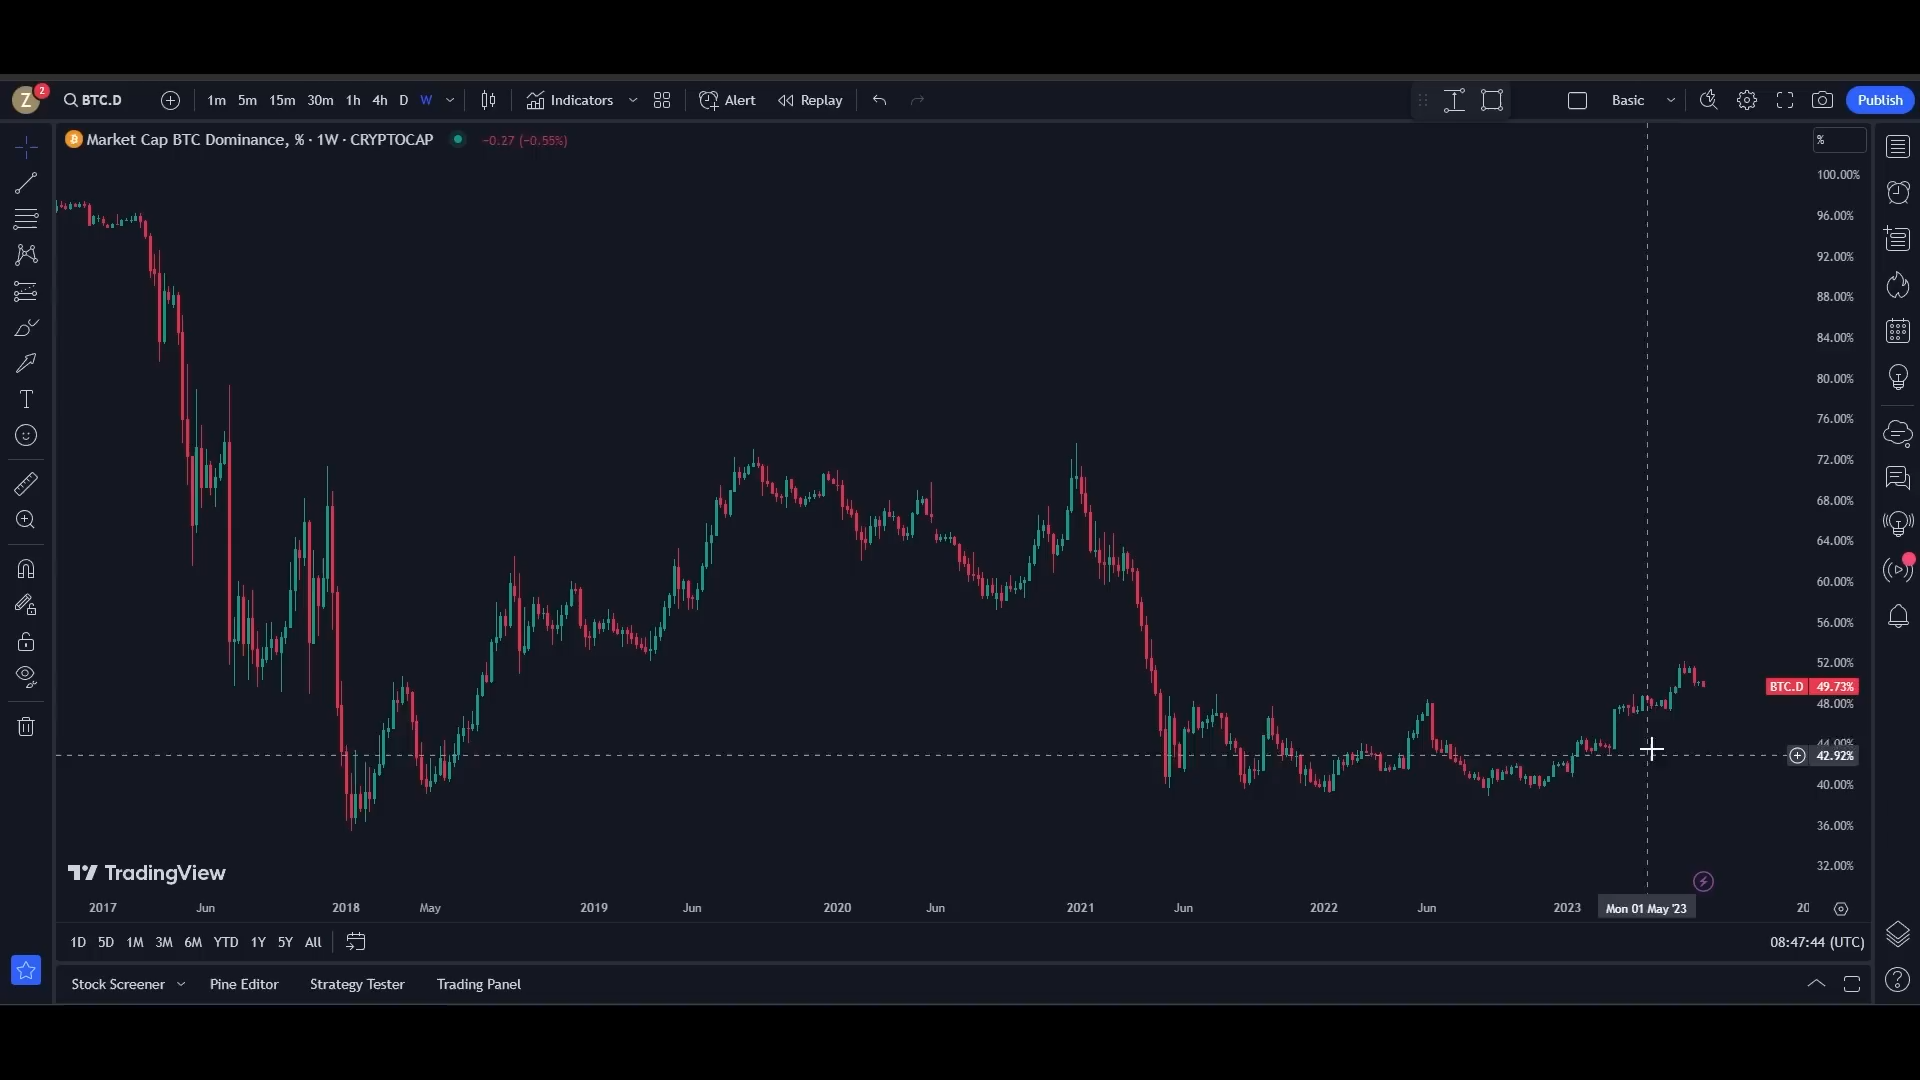 Z 2 BTC.D 1m 5m 15m 30m 1h 4h D W Indicators Alert Replay Basic Publish
Market Cap BTC Dominance, % · 1W · CRYPTOCAP −0.27 (−0.55%)
%
100.00%
96.00%
92.00%
88.00%
84.00%
80.00%
76.00%
72.00%
68.00%
64.00%
60.00%
56.00%
52.00%
BTC.D 49.73%
48.00%
44.00%
42.92%
40.00%
36.00%
32.00%
TradingView
2017 Jun 2018 May 2019 Jun 2020 Jun 2021 Jun 2022 Jun 2023 Mon 01 May '23 20
1D 5D 1M 3M 6M YTD 1Y 5Y All 08:47:44 (UTC)
Stock Screener Pine Editor Strategy Tester Trading Panel